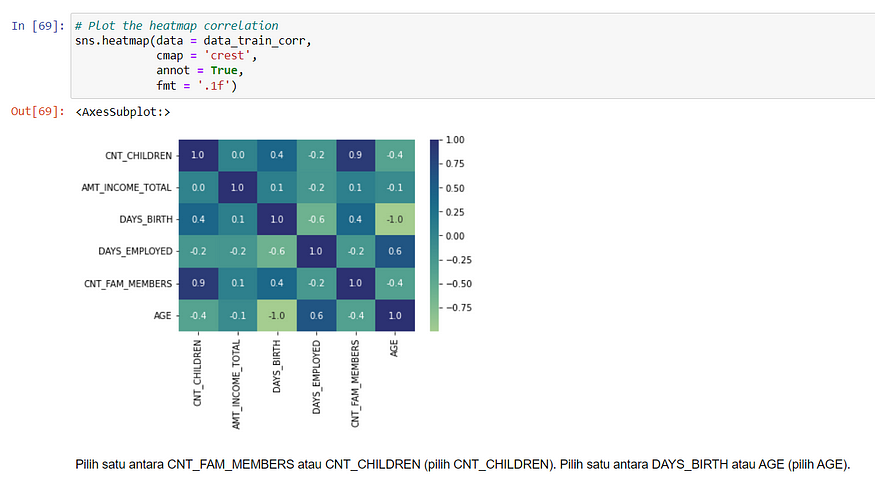 In [69]: # Plot the heatmap correlation
sns.heatmap(data = data_train_corr,
cmap = 'crest',
annot = True,
fmt = '.1f')
Out[69]: <AxesSubplot:>
CNT_CHILDREN 1.0 0.0 0.4 -0.2 0.9 -0.4
AMT_INCOME_TOTAL 0.0 1.0 0.1 -0.2 0.1 -0.1
DAYS_BIRTH 0.4 0.1 1.0 -0.6 0.4 -1.0
DAYS_EMPLOYED -0.2 -0.2 -0.6 1.0 -0.2 0.6
CNT_FAM_MEMBERS 0.9 0.1 0.4 -0.2 1.0 -0.4
AGE -0.4 -0.1 -1.0 0.6 -0.4 1.0
CNT_CHILDREN
AMT_INCOME_TOTAL
DAYS_BIRTH
DAYS_EMPLOYED
CNT_FAM_MEMBERS
AGE
1.00
0.75
0.50
0.25
0.00
−0.25
−0.50
−0.75
Pilih satu antara CNT_FAM_MEMBERS atau CNT_CHILDREN (pilih CNT_CHILDREN). Pilih satu antara DAYS_BIRTH atau AGE (pilih AGE).